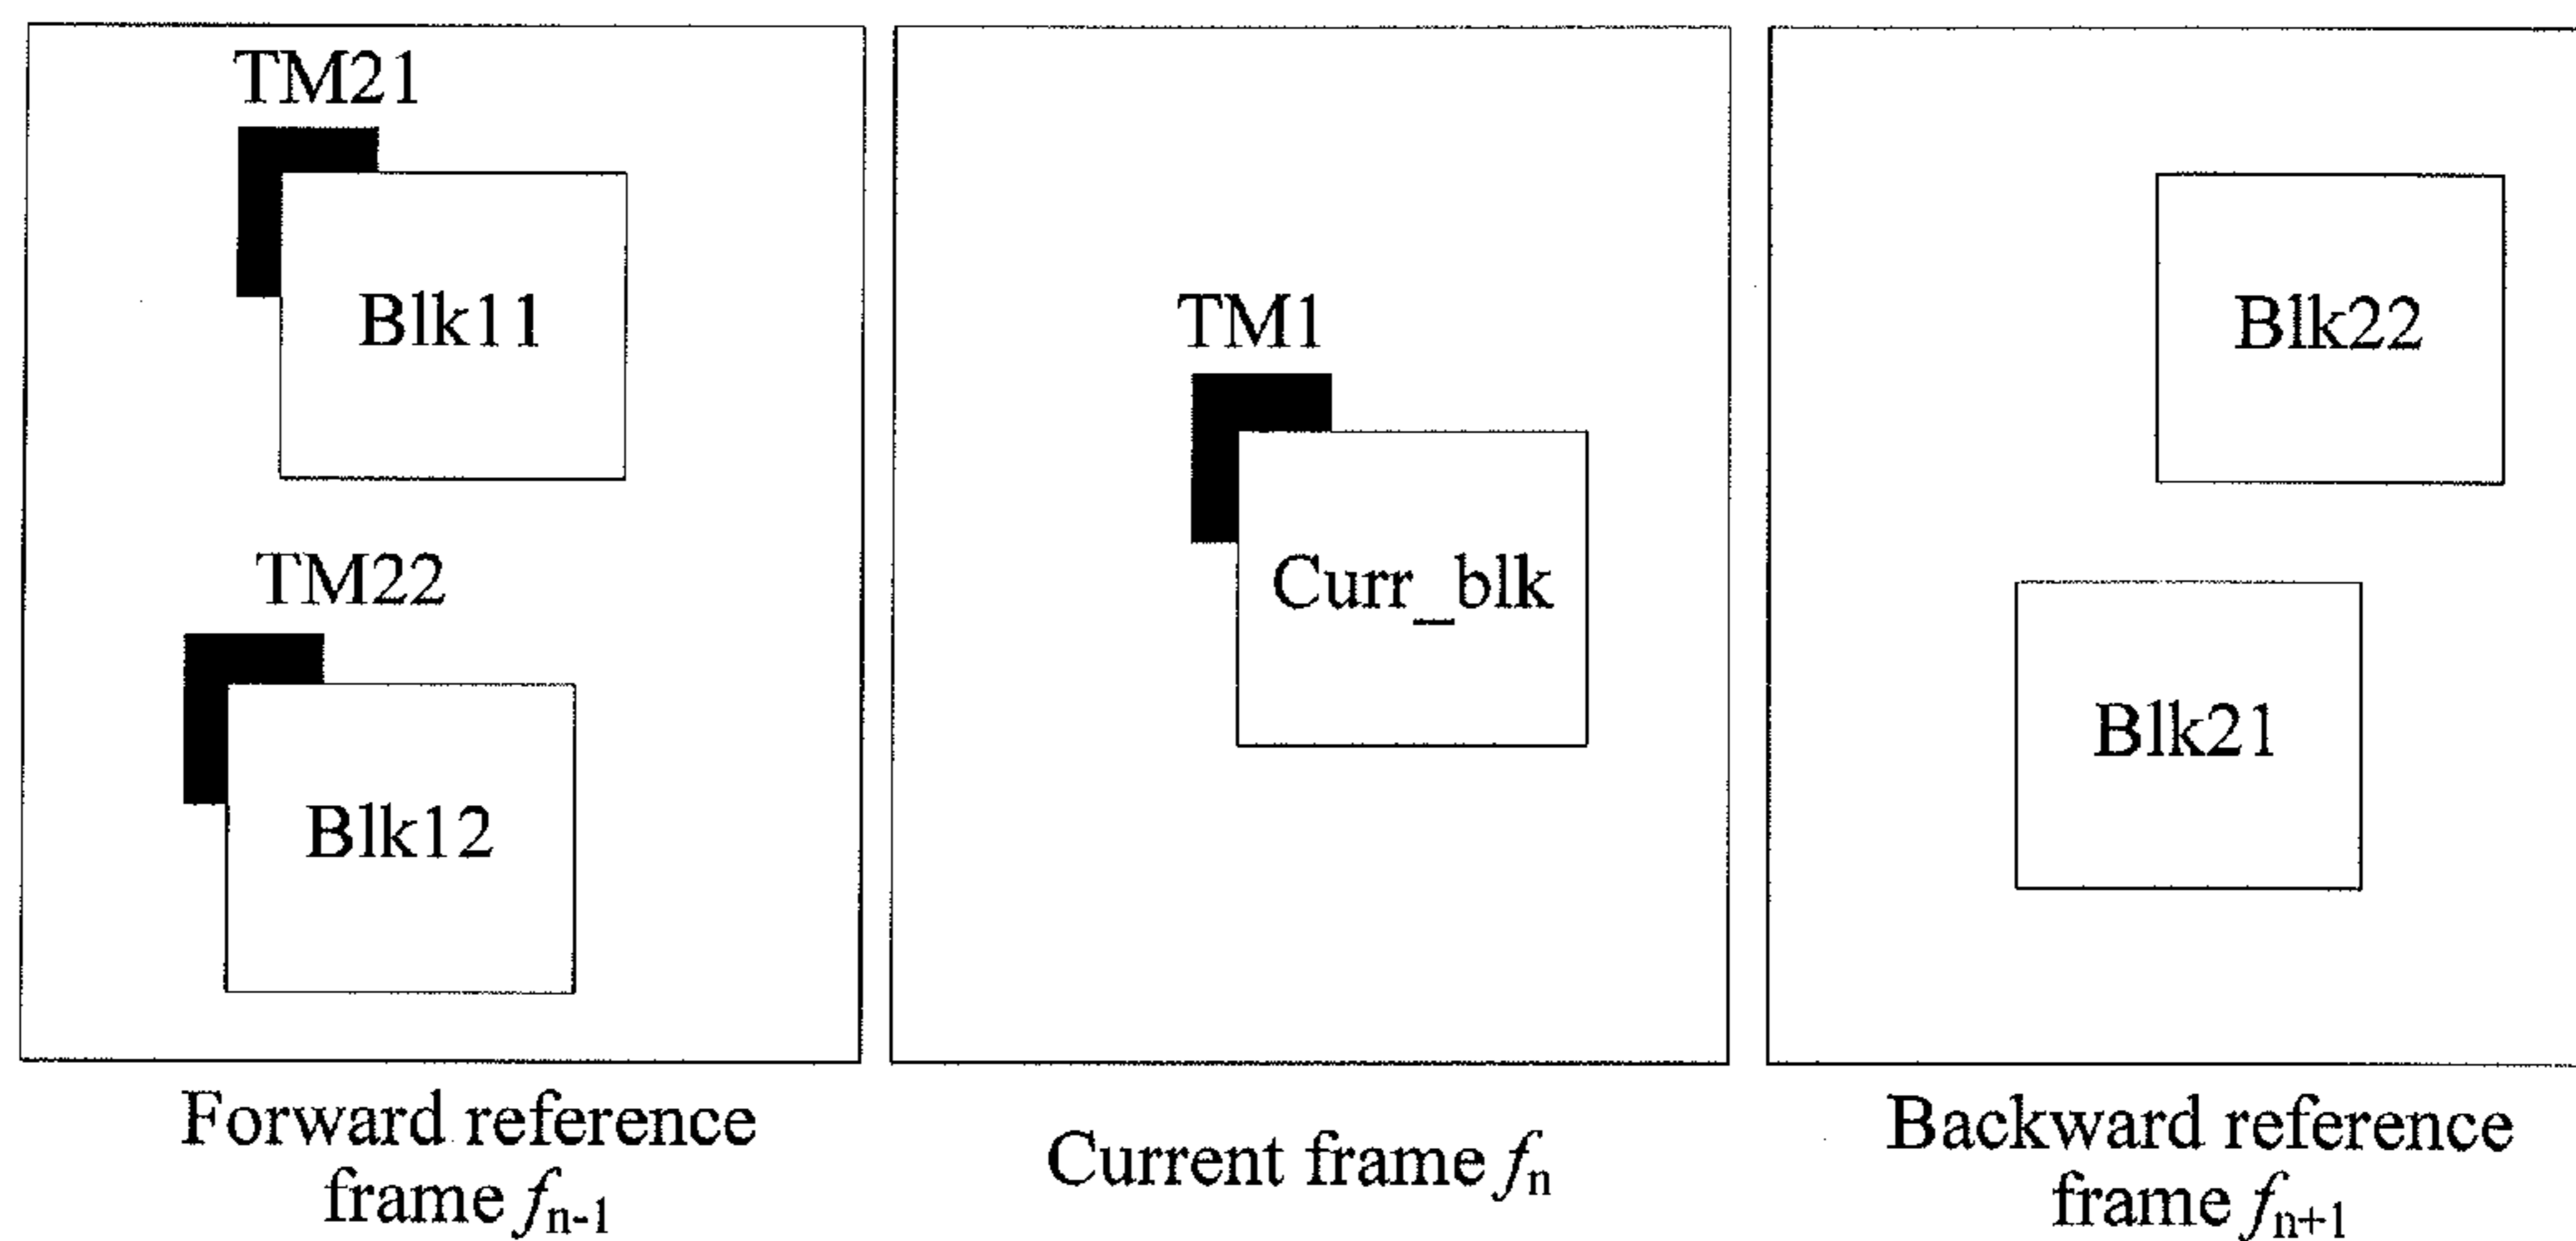 TM21
Blk11
TM22
Blk12
Forward reference
frame fn-1
TM1
Curr_blk
Current frame fn
Blk22
Blk21
Backward reference
frame fn+1